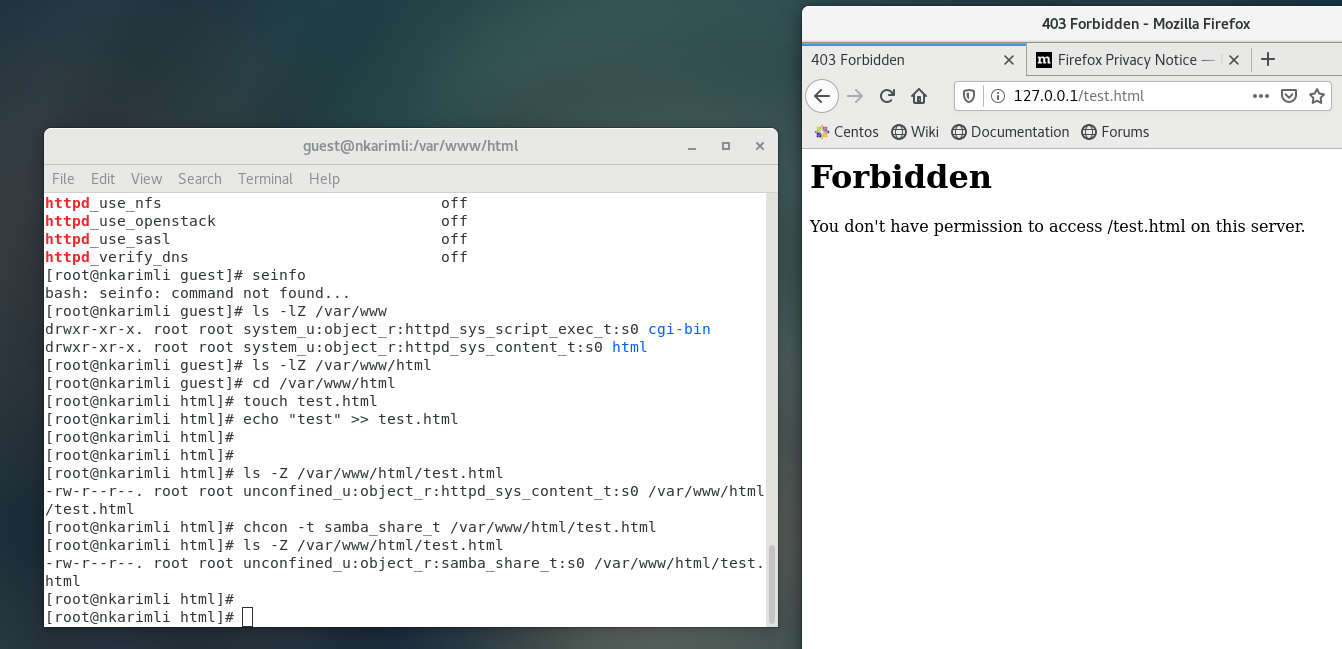 guest@nkarimli:/var/www/html
File Edit View Search Terminal Help
httpd_use_nfs off
httpd_use_openstack off
httpd_use_sasl off
httpd_verify_dns off
[root@nkarimli guest]# seinfo
bash: seinfo: command not found...
[root@nkarimli guest]# ls -lZ /var/www
drwxr-xr-x. root root system_u:object_r:httpd_sys_script_exec_t:s0 cgi-bin
drwxr-xr-x. root root system_u:object_r:httpd_sys_content_t:s0 html
[root@nkarimli guest]# ls -lZ /var/www/html
[root@nkarimli guest]# cd /var/www/html
[root@nkarimli html]# touch test.html
[root@nkarimli html]# echo "test" >> test.html
[root@nkarimli html]#
[root@nkarimli html]#
[root@nkarimli html]# ls -Z /var/www/html/test.html
-rw-r--r--. root root unconfined_u:object_r:httpd_sys_content_t:s0 /var/www/html
/test.html
[root@nkarimli html]# chcon -t samba_share_t /var/www/html/test.html
[root@nkarimli html]# ls -Z /var/www/html/test.html
-rw-r--r--. root root unconfined_u:object_r:samba_share_t:s0 /var/www/html/test.
html
[root@nkarimli html]#
[root@nkarimli html]#
403 Forbidden - Mozilla Firefox
403 Forbidden
m Firefox Privacy Notice —
127.0.0.1/test.html
Centos Wiki Documentation Forums
Forbidden
You don't have permission to access /test.html on this server.